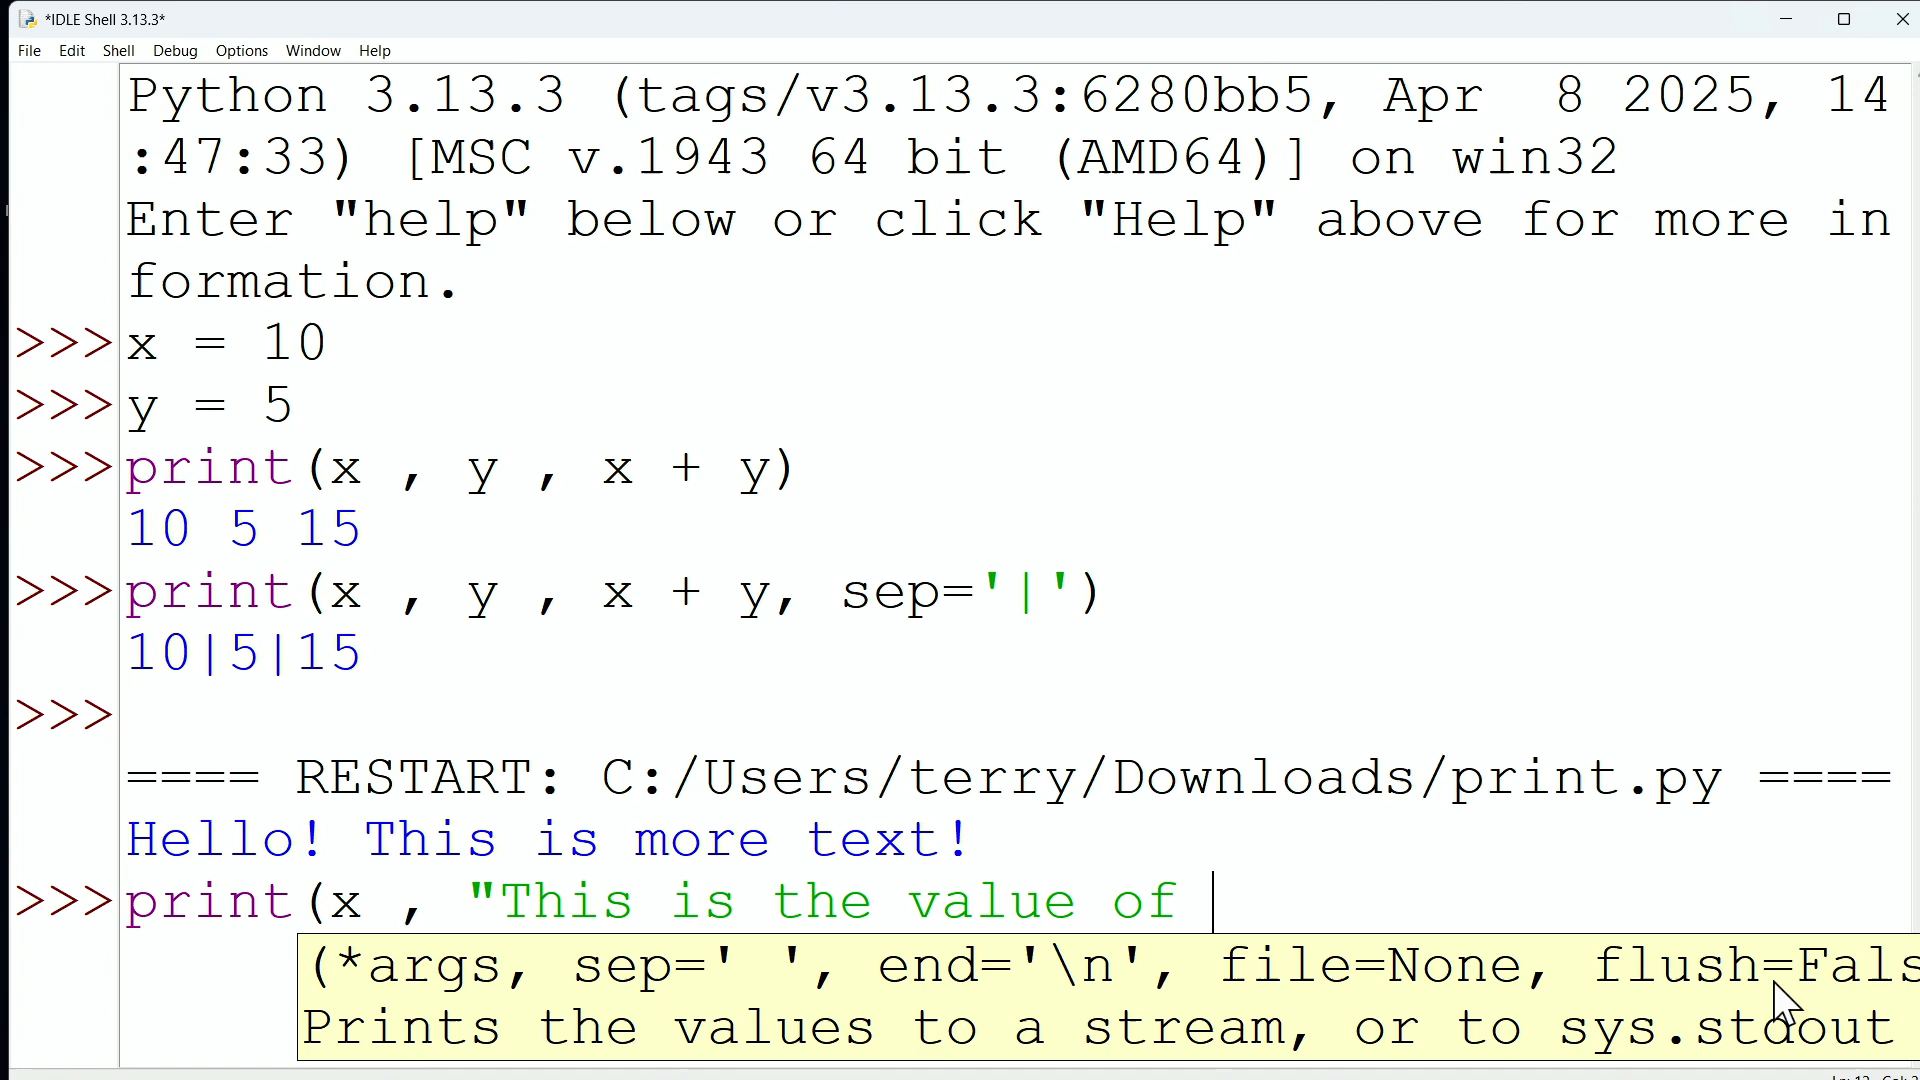 *IDLE Shell 3.13.3*
File Edit Shell Debug Options Window Help
Python 3.13.3 (tags/v3.13.3:6280bb5, Apr  8 2025, 14
:47:33) [MSC v.1943 64 bit (AMD64)] on win32
Enter "help" below or click "Help" above for more in
formation.
>>> x = 10
>>> y = 5
>>> print(x , y , x + y)
10 5 15
>>> print(x , y , x + y, sep='|')
10|5|15
>>>
==== RESTART: C:/Users/terry/Downloads/print.py ====
Hello! This is more text!
>>> print(x , "This is the value of
(*args, sep=' ', end='\n', file=None, flush=Fals
Prints the values to a stream, or to sys.stdout